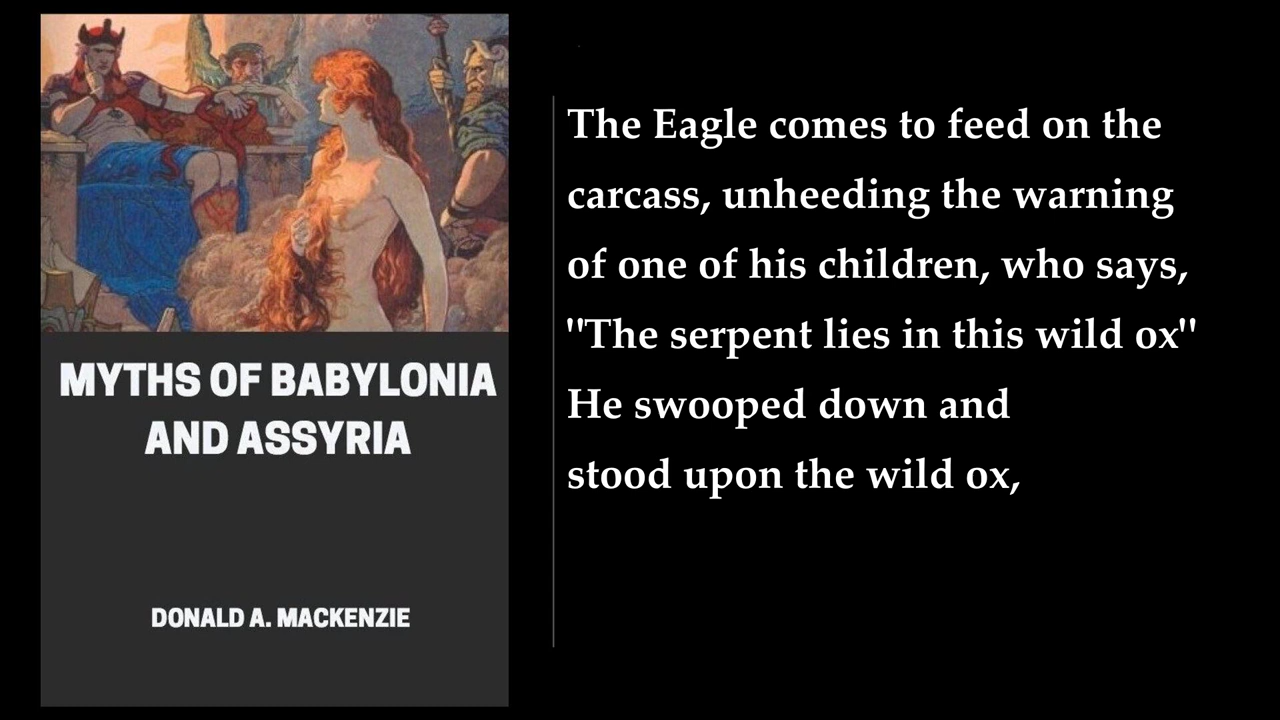 MYTHS OF BABYLONIA
AND ASSYRIA
DONALD A. MACKENZIE
The Eagle comes to feed on the
carcass, unheeding the warning
of one of his children, who says,
"The serpent lies in this wild ox"
He swooped down and
stood upon the wild ox,